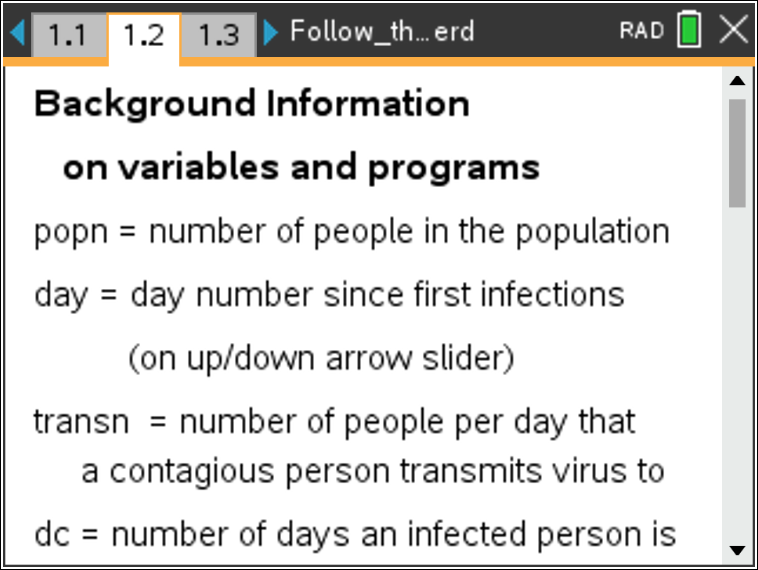 1.1 1.2 1.3 Follow_th…erd RAD
Background Information
on variables and programs
popn = number of people in the population
day = day number since first infections
(on up/down arrow slider)
transn = number of people per day that
a contagious person transmits virus to
dc = number of days an infected person is